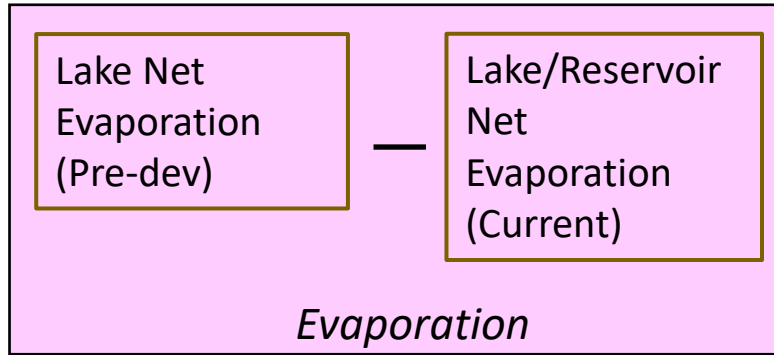 Lake Net
Evaporation
(Pre-dev)
—
Lake/Reservoir
Net
Evaporation
(Current)
Evaporation